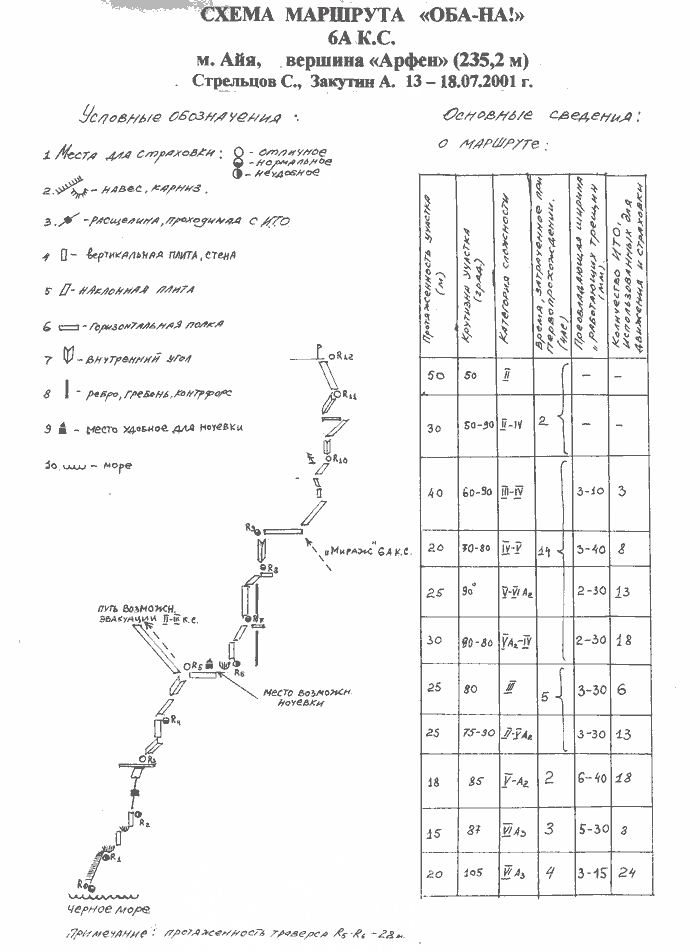 СХЕМА МАРШРУТА «ОБА-НА!»
6А К.С.
м. Айя, вершина «Арфен» (235,2 м)
Стрельцов С., Закутин А. 13 – 18.07.2001 г.
Условные обозначения:
1 Места для страховки: - отличное
- нормальное
- неудобное
2. - навес, карниз.
3. - расщелина, проходимая с ИТО
4 - вертикальная плита, стена
5 - наклонная плита
6 - горизонтальная полка
7 - внутренний угол
8 - ребро, гребень, контрфорс
9 - место удобное для ночевки
10. - море
Основные сведения:
о маршруте:
Протяженность участка (м)
Крутизна участка (град.)
Категория сложности
Время, затраченное при первопрохождении. (час)
Преобладающая ширина „работающих трещин" (мм).
Количество ИТО, использованных для движения и страховки
50 50 II 2 – –
30 50-90 II-IV – –
40 60-90 III-IV 14 3-10 3
20 70-80 IV-V 3-40 8
25 90° V-VI A2 2-30 13
30 90-80 V A2-IV 2-30 18
25 80 III 5 3-30 6
25 75-90 II-V A2 3-30 13
18 85 V-A2 2 6-40 18
15 87 VI A3 3 5-30 8
20 105 VI A3 4 3-15 24
R12
R11
R10
R9
„Мираж" 6А К.С.
R8
R7
путь возможн.
эвакуации II-III к.с.
R5
R6
место возможн.
ночевки
R4
R3
R2
R1
R0
Черное море
Примечание: протяженность траверса R5-R6 - 28 м.